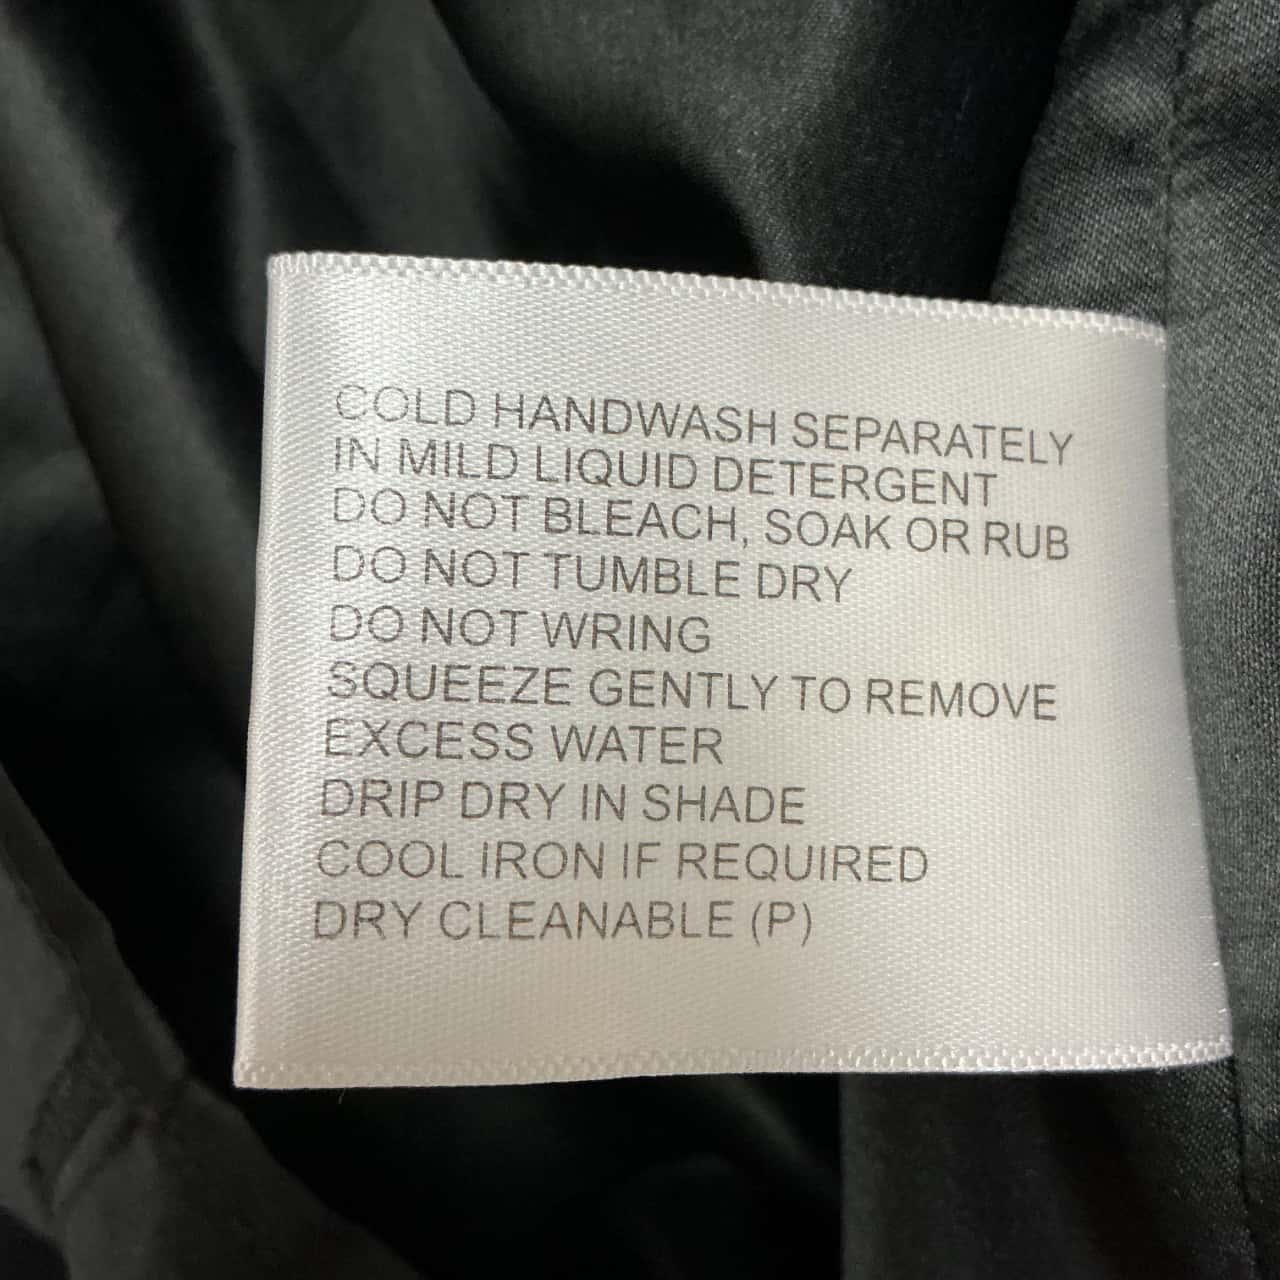 COLD HANDWASH SEPARATELY
IN MILD LIQUID DETERGENT
DO NOT BLEACH, SOAK OR RUB
DO NOT TUMBLE DRY
DO NOT WRING
SQUEEZE GENTLY TO REMOVE
EXCESS WATER
DRIP DRY IN SHADE
COOL IRON IF REQUIRED
DRY CLEANABLE (P)